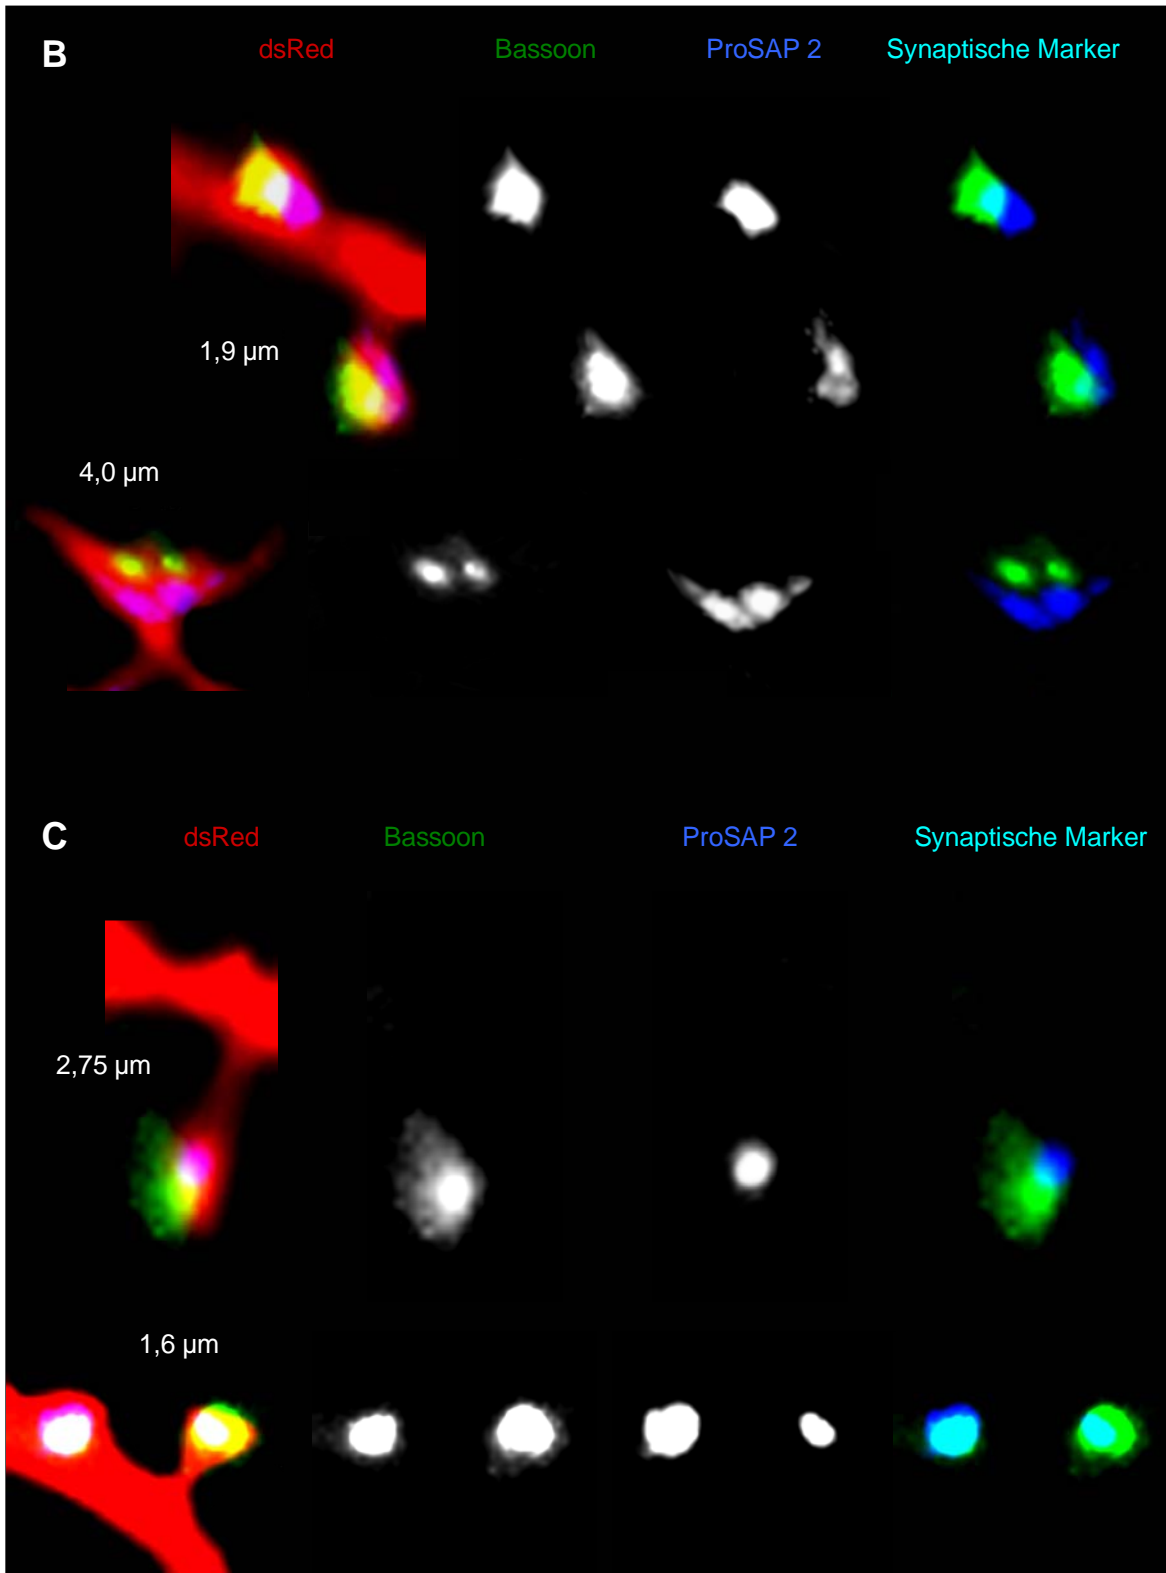 B dsRed Bassoon ProSAP 2 Synaptische Marker
1,9 µm
4,0 µm
C dsRed Bassoon ProSAP 2 Synaptische Marker
2,75 µm
1,6 µm